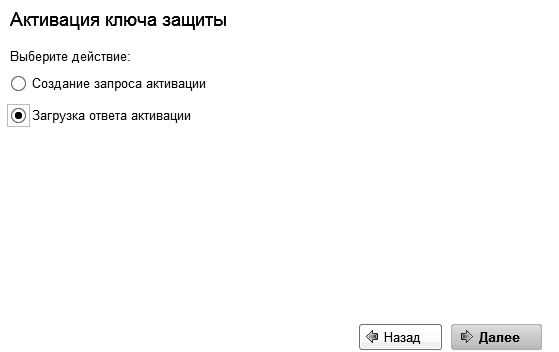 Активация ключа защиты
Выберите действие:
Создание запроса активации
Загрузка ответа активации
Назад
Далее